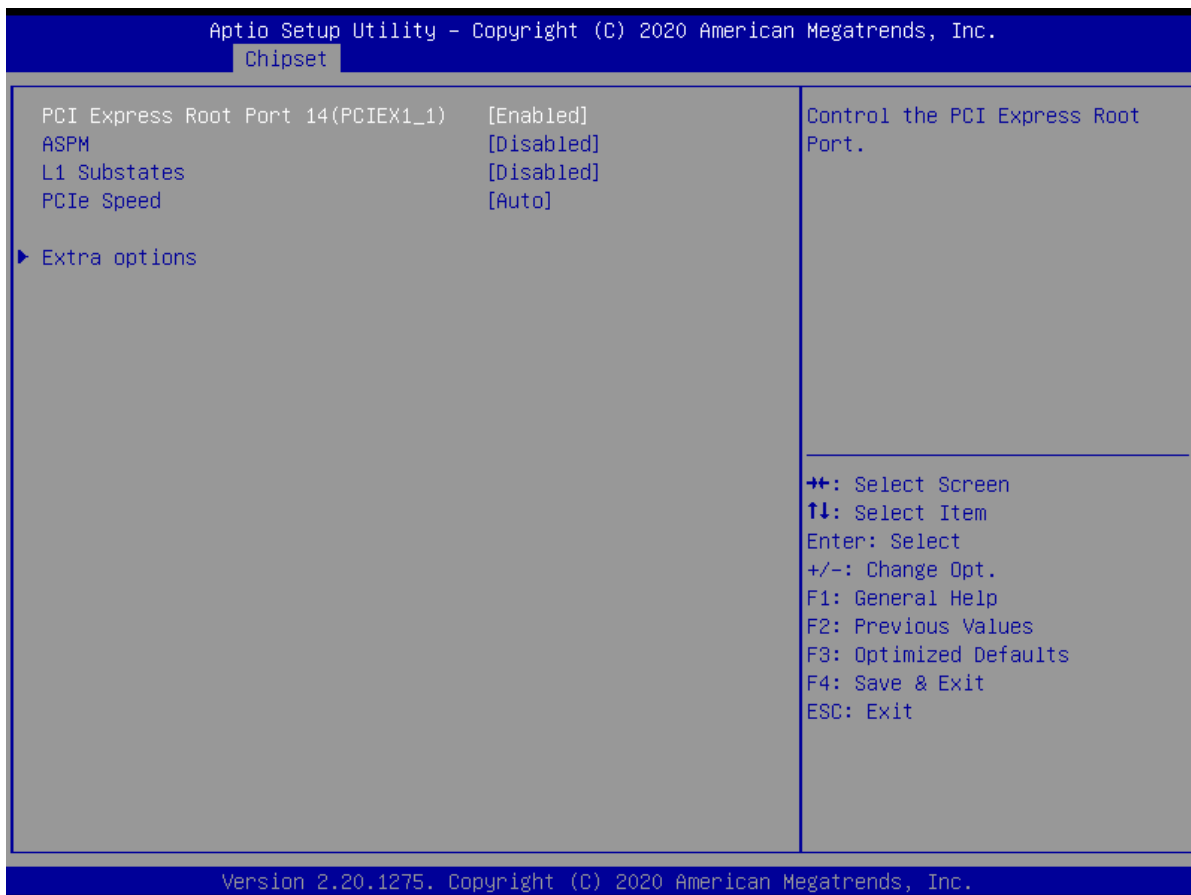 Aptio Setup Utility – Copyright (C) 2020 American Megatrends, Inc.
Chipset
PCI Express Root Port 14(PCIEX1_1) [Enabled]
ASPM [Disabled]
L1 Substates [Disabled]
PCIe Speed [Auto]
▶ Extra options
Control the PCI Express Root
Port.
→←: Select Screen
↑↓: Select Item
Enter: Select
+/-: Change Opt.
F1: General Help
F2: Previous Values
F3: Optimized Defaults
F4: Save & Exit
ESC: Exit
Version 2.20.1275. Copyright (C) 2020 American Megatrends, Inc.